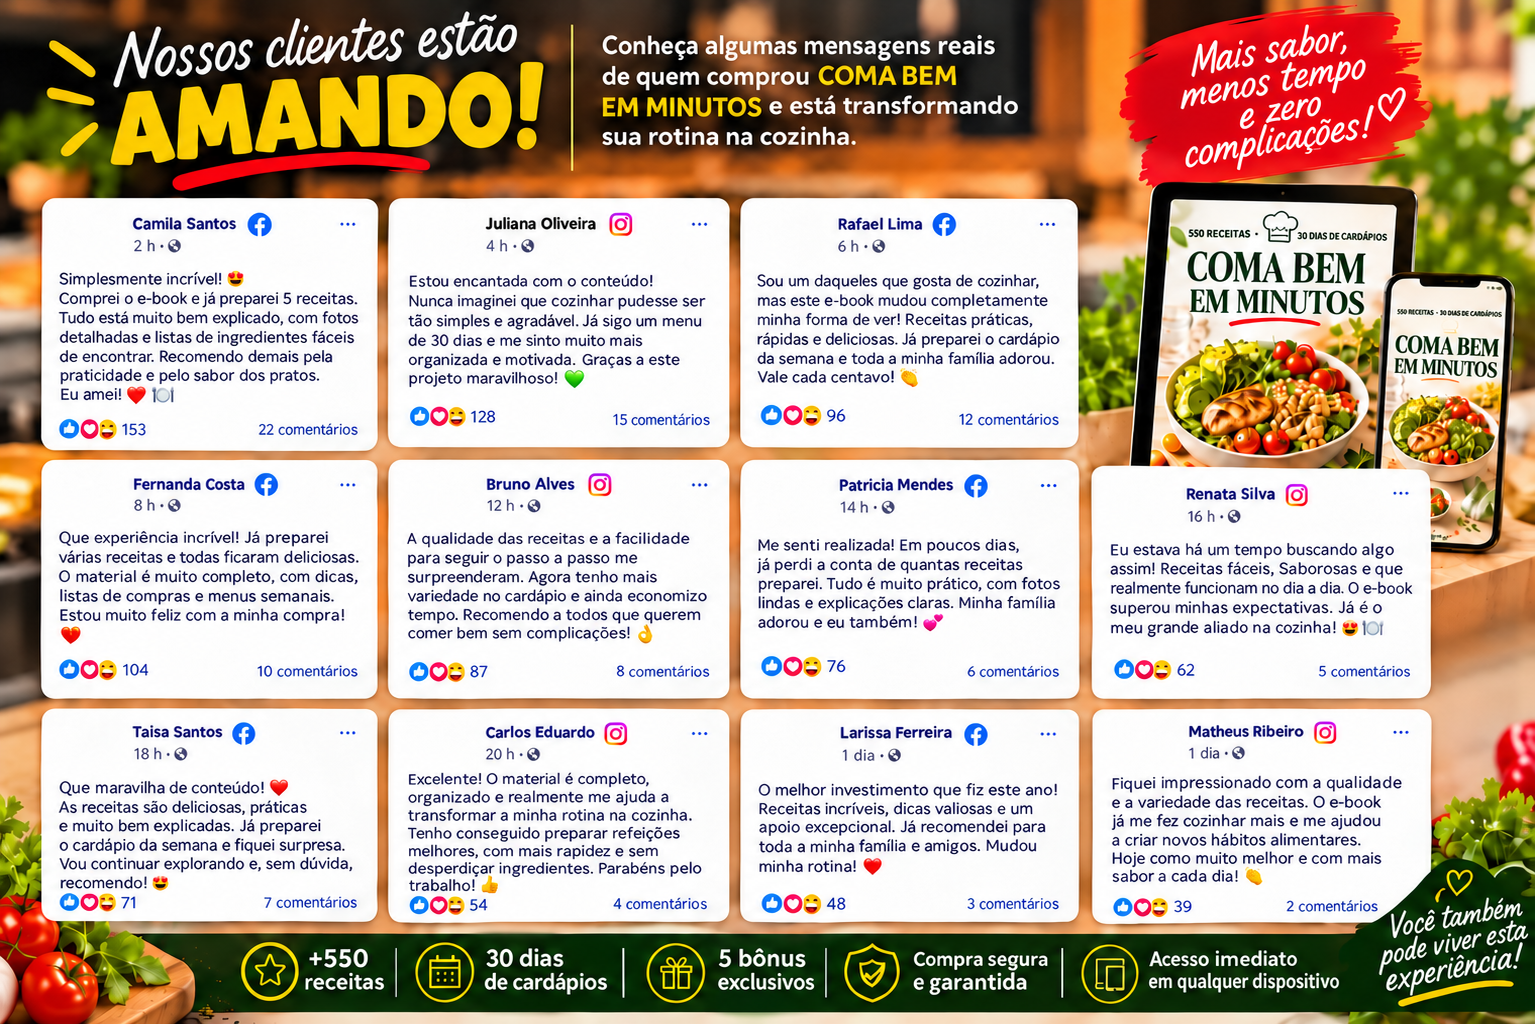 Nossos clientes estão
AMANDO!
Conheça algumas mensagens reais
de quem comprou COMA BEM
EM MINUTOS e está transformando
sua rotina na cozinha.
Mais sabor,
menos tempo
e zero
complicações!
550 RECEITAS • 30 DIAS DE CARDÁPIOS
COMA BEM
EM MINUTOS
550 RECEITAS • 30 DIAS DE CARDÁPIOS
COMA BEM
EM MINUTOS
Camila Santos
2 h •
Simplesmente incrível! 😍
Comprei o e-book e já preparei 5 receitas.
Tudo está muito bem explicado, com fotos
detalhadas e listas de ingredientes fáceis
de encontrar. Recomendo demais pela
praticidade e pelo sabor dos pratos.
Eu amei! ❤️ 🍽️
153 22 comentários
Juliana Oliveira
4 h •
Estou encantada com o conteúdo!
Nunca imaginei que cozinhar pudesse ser
tão simples e agradável. Já sigo um menu
de 30 dias e me sinto muito mais
organizada e motivada. Graças a este
projeto maravilhoso! 💚
128 15 comentários
Rafael Lima
6 h •
Sou um daqueles que gosta de cozinhar,
mas este e-book mudou completamente
minha forma de ver! Receitas práticas,
rápidas e deliciosas. Já preparei o cardápio
da semana e toda a minha família adorou.
Vale cada centavo! 👏
96 12 comentários
Fernanda Costa
8 h •
Que experiência incrível! Já preparei
várias receitas e todas ficaram deliciosas.
O material é muito completo, com dicas,
listas de compras e menus semanais.
Estou muito feliz com a minha compra!
💔
104 10 comentários
Bruno Alves
12 h •
A qualidade das receitas e a facilidade
para seguir o passo a passo me
surpreenderam. Agora tenho mais
variedade no cardápio e ainda economizo
tempo. Recomendo a todos que querem
comer bem sem complicações! 👌
87 8 comentários
Patricia Mendes
14 h •
Me senti realizada! Em poucos dias,
já perdi a conta de quantas receitas
preparei. Tudo é muito prático, com fotos
lindas e explicações claras. Minha família
adorou e eu também! 💕
76 6 comentários
Renata Silva
16 h •
Eu estava há um tempo buscando algo
assim! Receitas fáceis, Saborosas e que
realmente funcionam no dia a dia. O e-book
superou minhas expectativas. Já é o
meu grande aliado na cozinha! 😍🍽️
62 5 comentários
Taisa Santos
18 h •
Que maravilha de conteúdo! ❤️
As receitas são deliciosas, práticas
e muito bem explicadas. Já preparei
o cardápio da semana e fiquei surpresa.
Vou continuar explorando e, sem dúvida,
recomendo! 😍
71 7 comentários
Carlos Eduardo
20 h •
Excelente! O material é completo,
organizado e realmente me ajuda a
transformar a minha rotina na cozinha.
Tenho conseguido preparar refeições
melhores, com mais rapidez e sem
desperdiçar ingredientes. Parabéns pelo
trabalho! 👍
54 4 comentários
Larissa Ferreira
1 dia •
O melhor investimento que fiz este ano!
Receitas incríveis, dicas valiosas e um
apoio excepcional. Já recomendei para
toda a minha família e amigos. Mudou
minha rotina! ❤️
48 3 comentários
Matheus Ribeiro
1 dia •
Fiquei impressionado com a qualidade
e a variedade das receitas. O e-book
já me fez cozinhar mais e me ajudou
a criar novos hábitos alimentares.
Hoje como muito melhor e com mais
sabor a cada dia! 👏
39 2 comentários
+550
receitas
30 dias
de cardápios
5 bônus
exclusivos
Compra segura
e garantida
Acesso imediato
em qualquer dispositivo
Você também
pode viver esta
experiência!